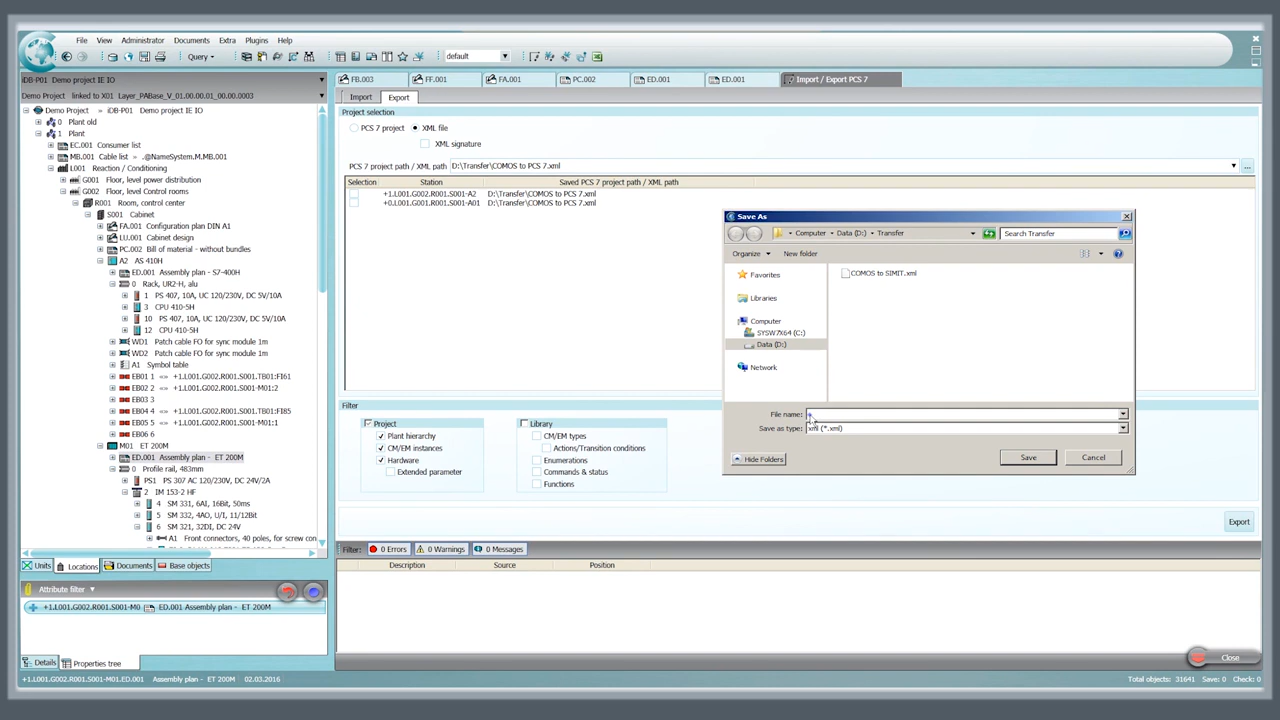 File View Administrator Documents Extra Plugins Help
Query default
iDB-P01 Demo project IE IO
Demo Project linked to X01 Layer_PABase_V_01.00.00_01_00.00.0003
Demo Project » iDB-P01 Demo project IE IO
0 Plant old
1 Plant
EC.001 Consumer list
MB.001 Cable list » .@NameSystem.M.MB.001
L001 Reaction / Conditioning
G001 Floor, level power distribution
G002 Floor, level Control rooms
R001 Room, control center
S001 Cabinet
FA.001 Configuration plan DIN A1
LU.001 Cabinet design
PC.002 Bill of material - without bundles
A2 AS 410H
ED.001 Assembly plan - S7-400H
0 Rack, UR2-H, alu
1 PS 407, 10A, UC 120/230V, DC 5V/10A
3 CPU 410-5H
10 PS 407, 10A, UC 120/230V, DC 5V/10A
12 CPU 410-5H
WD1 Patch cable FO for sync module 1m
WD2 Patch cable FO for sync module 1m
A1 Symbol table
EB01 1 «» +1.L001.G002.R001.S001.TB01:FI61
EB02 2 «» +1.L001.G002.R001.S001-M01:2
EB03 3
EB04 4 «» +1.L001.G002.R001.S001.TB01:FI85
EB05 5 «» +1.L001.G002.R001.S001-M01:1
EB06 6
M01 ET 200M
ED.001 Assembly plan - ET 200M
0 Profile rail, 483mm
PS1 PS 307 AC 120/230V, DC 24V/2A
2 IM 153-2 HF
4 SM 331, 6AI, 16Bit, 50ms
5 SM 332, 4AO, U/I, 11/12Bit
6 SM 321, 32DI, DC 24V
A1 Front connectors, 40 poles, for screw con
Units Locations Documents Base objects
Attribute filter
+1.L001.G002.R001.S001-M0 ED.001 Assembly plan - ET 200M
Details Properties tree
FB.003 FF.001 FA.001 PC.002 ED.001 ED.001 Import / Export PCS 7
Import Export
Project selection
PCS 7 project XML file
XML signature
PCS 7 project path / XML path D:\Transfer\COMOS to PCS 7.xml ...
Selection Station Saved PCS 7 project path / XML path
+1.L001.G002.R001.S001-A2 D:\Transfer\COMOS to PCS 7.xml
+0.L001.G002.R001.S001-A01 D:\Transfer\COMOS to PCS 7.xml
Save As
Computer Data (D:) Transfer Search Transfer
Organize New folder
Favorites
Libraries
Computer
SYSW7X64 (C:)
Data (D:)
Network
COMOS to SIMIT.xml
File name: *
Save as type: xml (*.xml)
Hide Folders Save Cancel
Filter
Project
Plant hierarchy
CM/EM instances
Hardware
Extended parameter
Library
CM/EM types
Actions/Transition conditions
Enumerations
Commands & status
Functions
Export
Filter: 0 Errors 0 Warnings 0 Messages
Description Source Position
Close
+1.L001.G002.R001.S001-M01.ED.001 Assembly plan - ET 200M 02.03.2016 Total objects: 31641 Save: 0 Check: 0